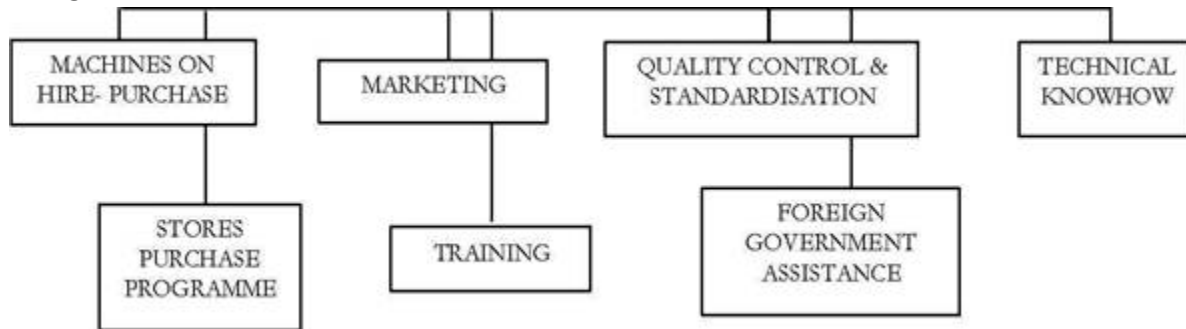 MACHINES ON
HIRE- PURCHASE
MARKETING
QUALITY CONTROL &
STANDARDISATION
TECHNICAL
KNOWHOW
STORES
PURCHASE
PROGRAMME
TRAINING
FOREIGN
GOVERNMENT
ASSISTANCE